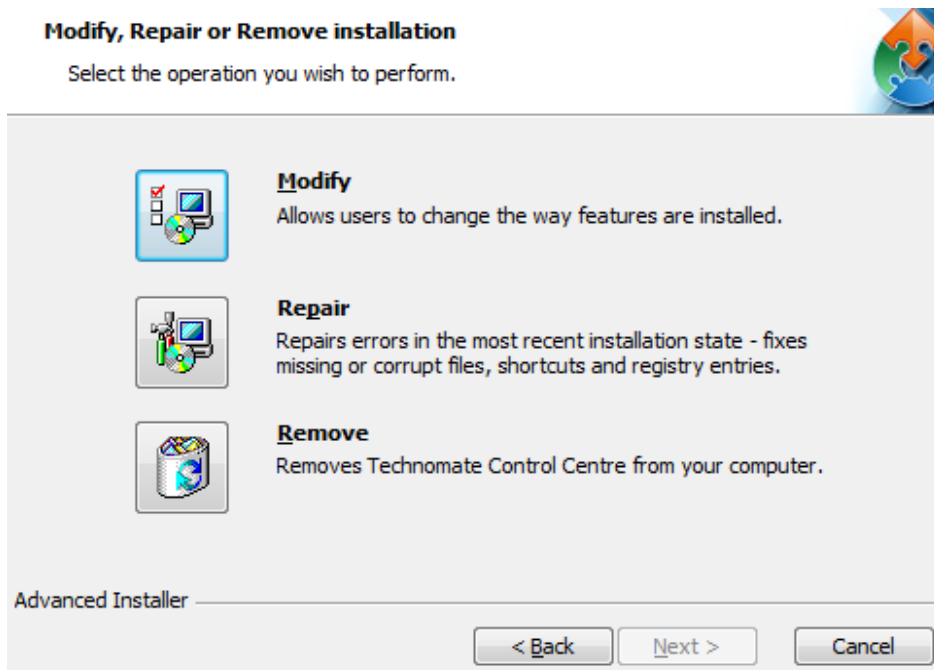 Modify, Repair or Remove installation
Select the operation you wish to perform.
Modify
Allows users to change the way features are installed.
Repair
Repairs errors in the most recent installation state - fixes
missing or corrupt files, shortcuts and registry entries.
Remove
Removes Technomate Control Centre from your computer.
Advanced Installer
< Back
Next >
Cancel